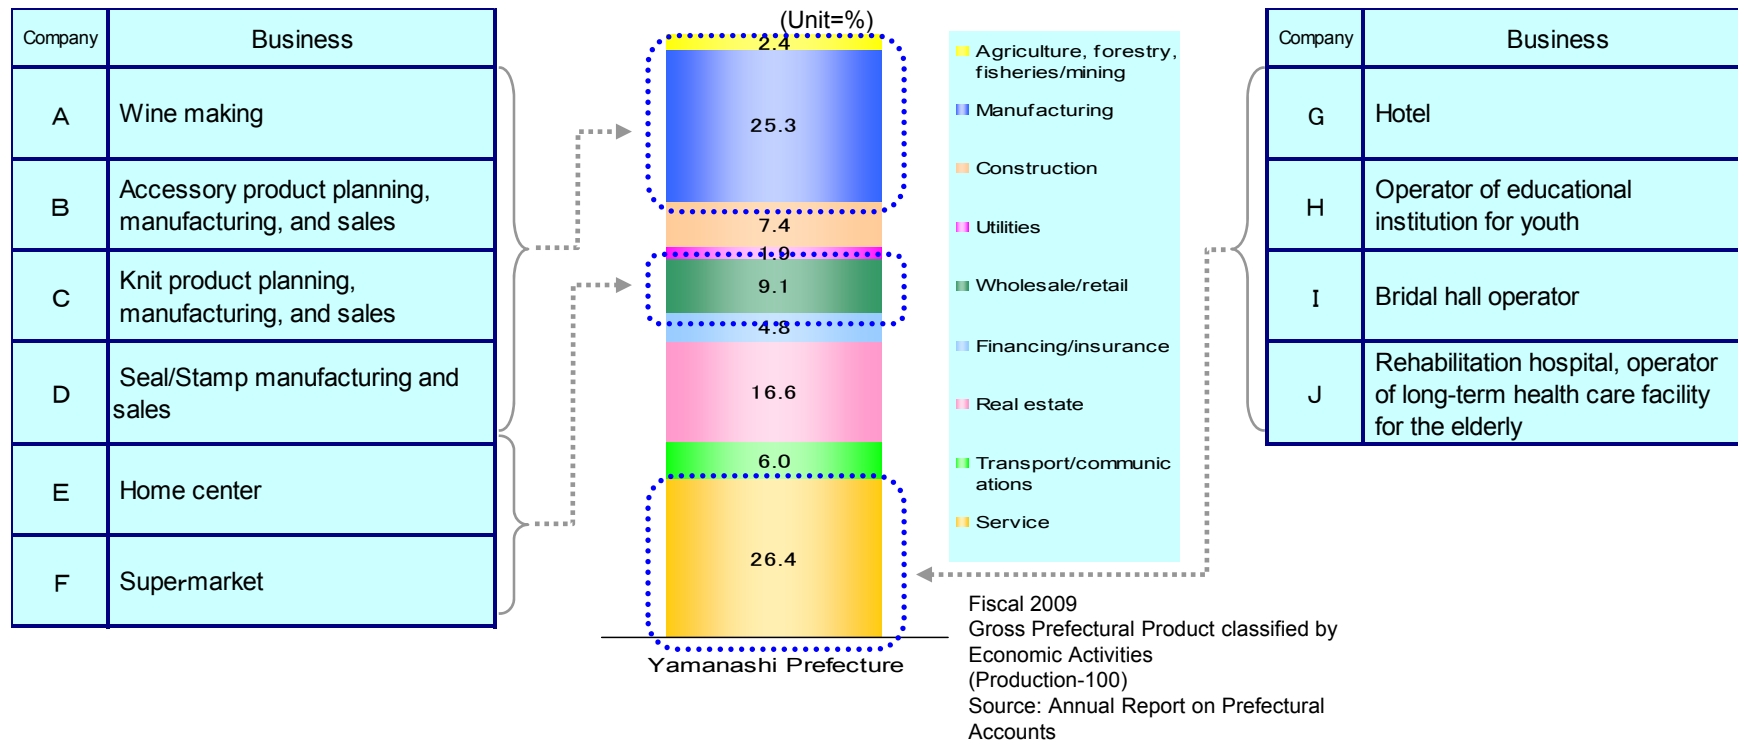 Company Business
A Wine making
B Accessory product planning,
manufacturing, and sales
C Knit product planning,
manufacturing, and sales
D Seal/Stamp manufacturing and
sales
E Home center
F Supermarket
(Unit=%)
2.4
25.3
7.4
1.9
9.1
4.8
16.6
6.0
26.4
Yamanashi Prefecture
Agriculture, forestry,
fisheries/mining
Manufacturing
Construction
Utilities
Wholesale/retail
Financing/insurance
Real estate
Transport/communic
ations
Service
Fiscal 2009
Gross Prefectural Product classified by
Economic Activities
(Production-100)
Source: Annual Report on Prefectural
Accounts
Company Business
G Hotel
H Operator of educational
institution for youth
I Bridal hall operator
J Rehabilitation hospital, operator
of long-term health care facility
for the elderly